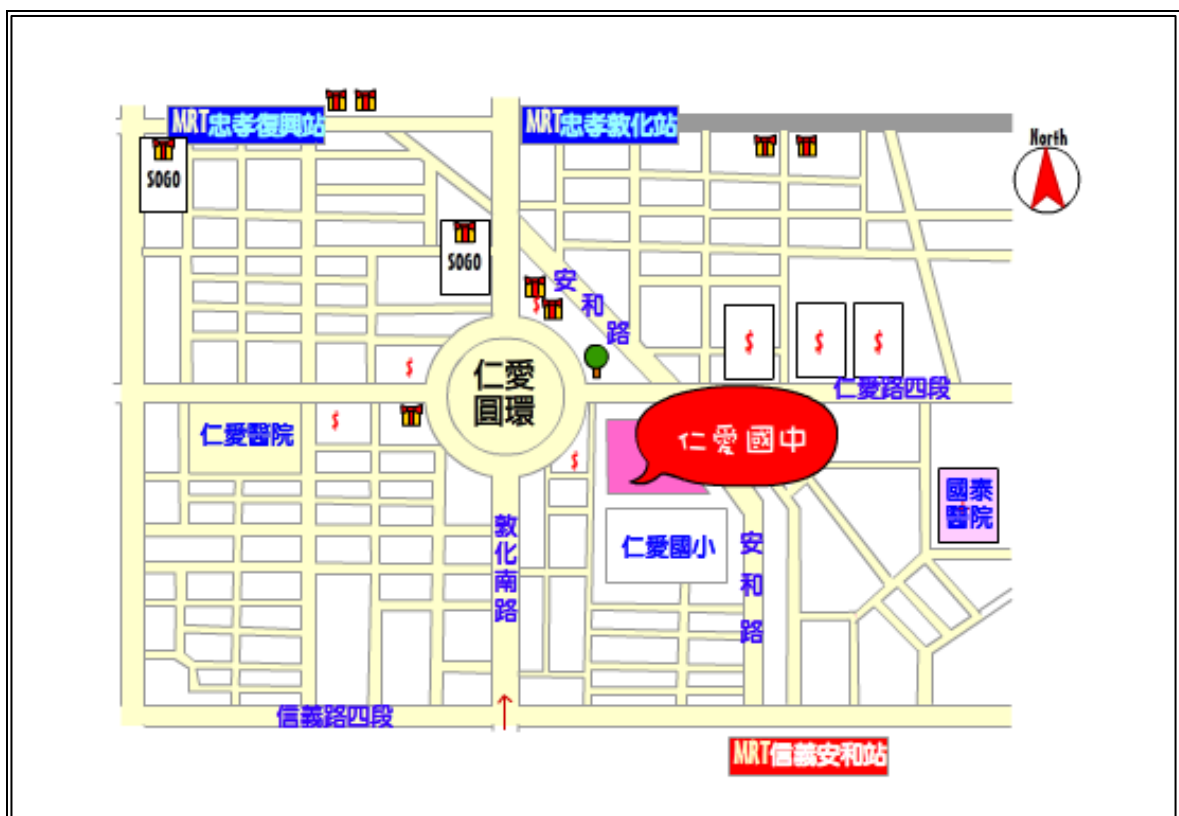 MRT忠孝復興站
MRT忠孝敦化站
North
SOGO
SOGO
安和路
$
$
$
$
$
仁愛
圓環
仁愛路四段
$
仁愛醫院
$
仁愛國中
$
國泰
醫院
敦化南路
仁愛國小
安和路
信義路四段
MRT信義安和站